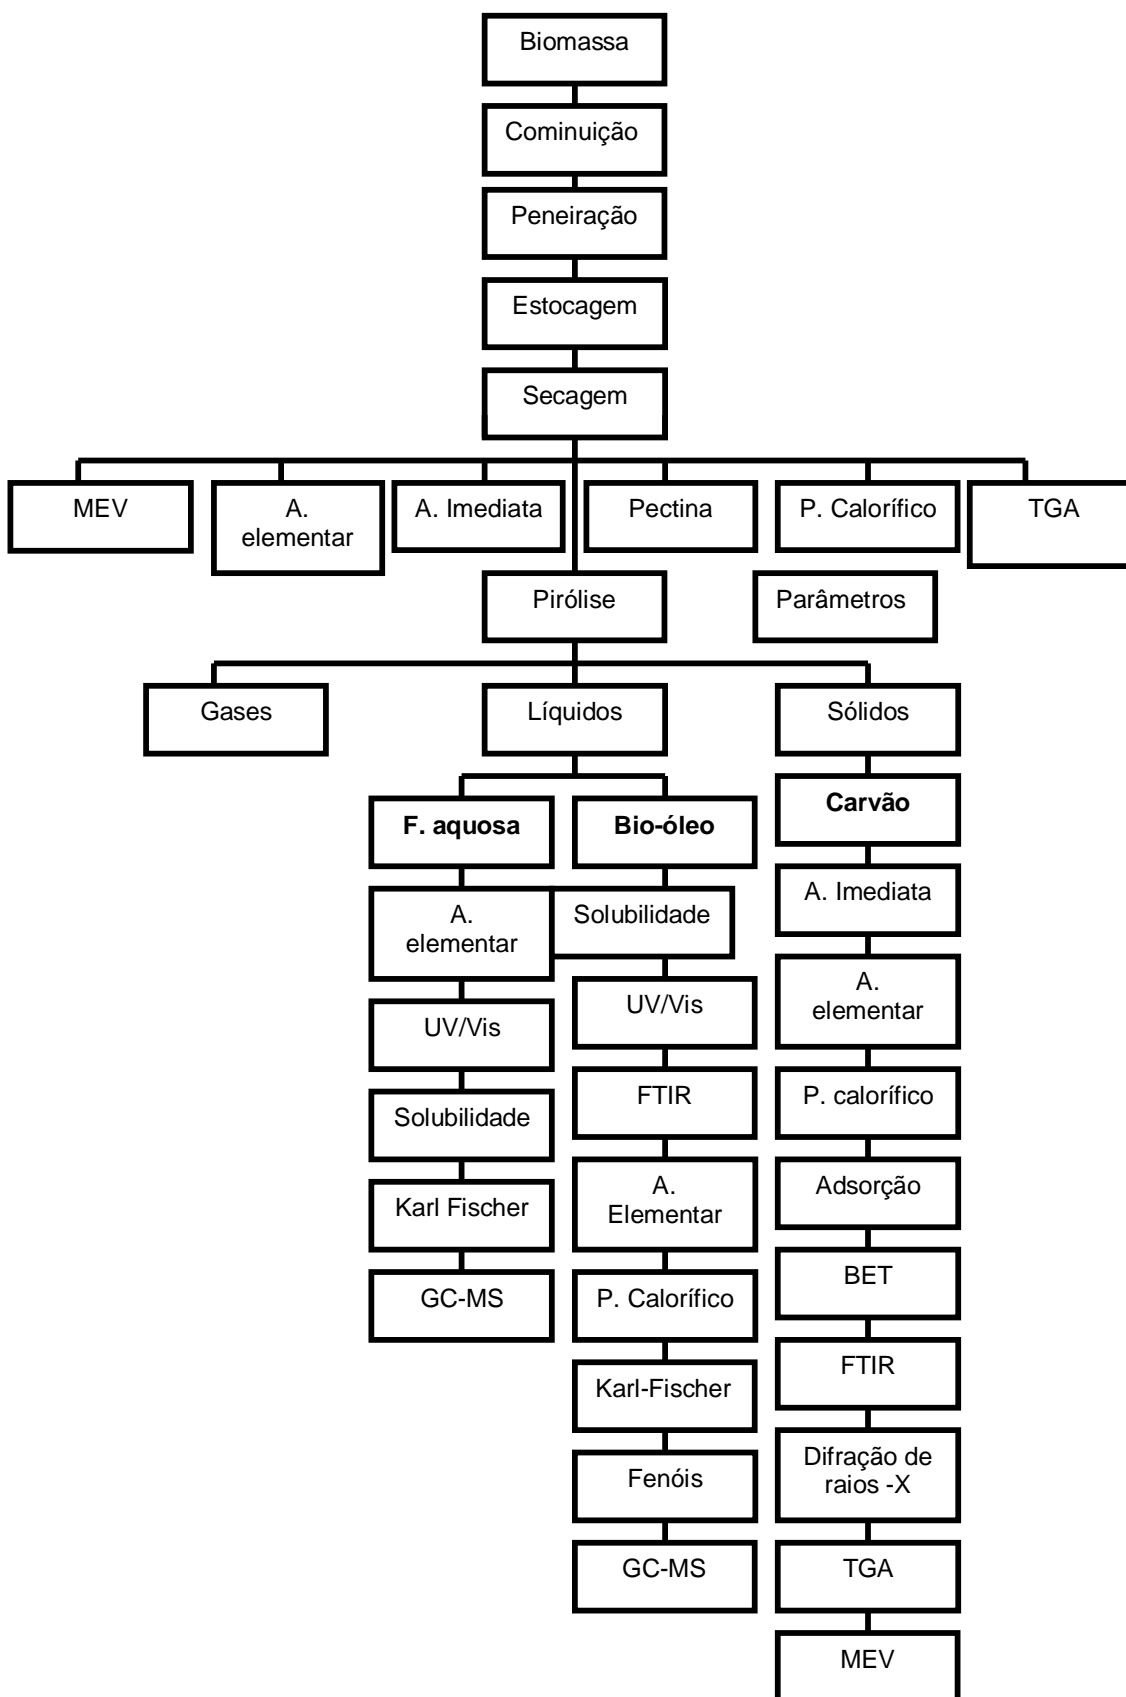 Biomassa
Cominuição
Peneiração
Estocagem
Secagem
MEV
A.
elementar
A. Imediata
Pectina
P. Calorífico
TGA
Pirólise
Parâmetros
Gases
Líquidos
Sólidos
F. aquosa
A.
elementar
UV/Vis
Solubilidade
Karl Fischer
GC-MS
Bio-óleo
Solubilidade
UV/Vis
FTIR
A.
Elementar
P. Calorífico
Karl-Fischer
Fenóis
GC-MS
Carvão
A. Imediata
A.
elementar
P. calorífico
Adsorção
BET
FTIR
Difração de
raios -X
TGA
MEV